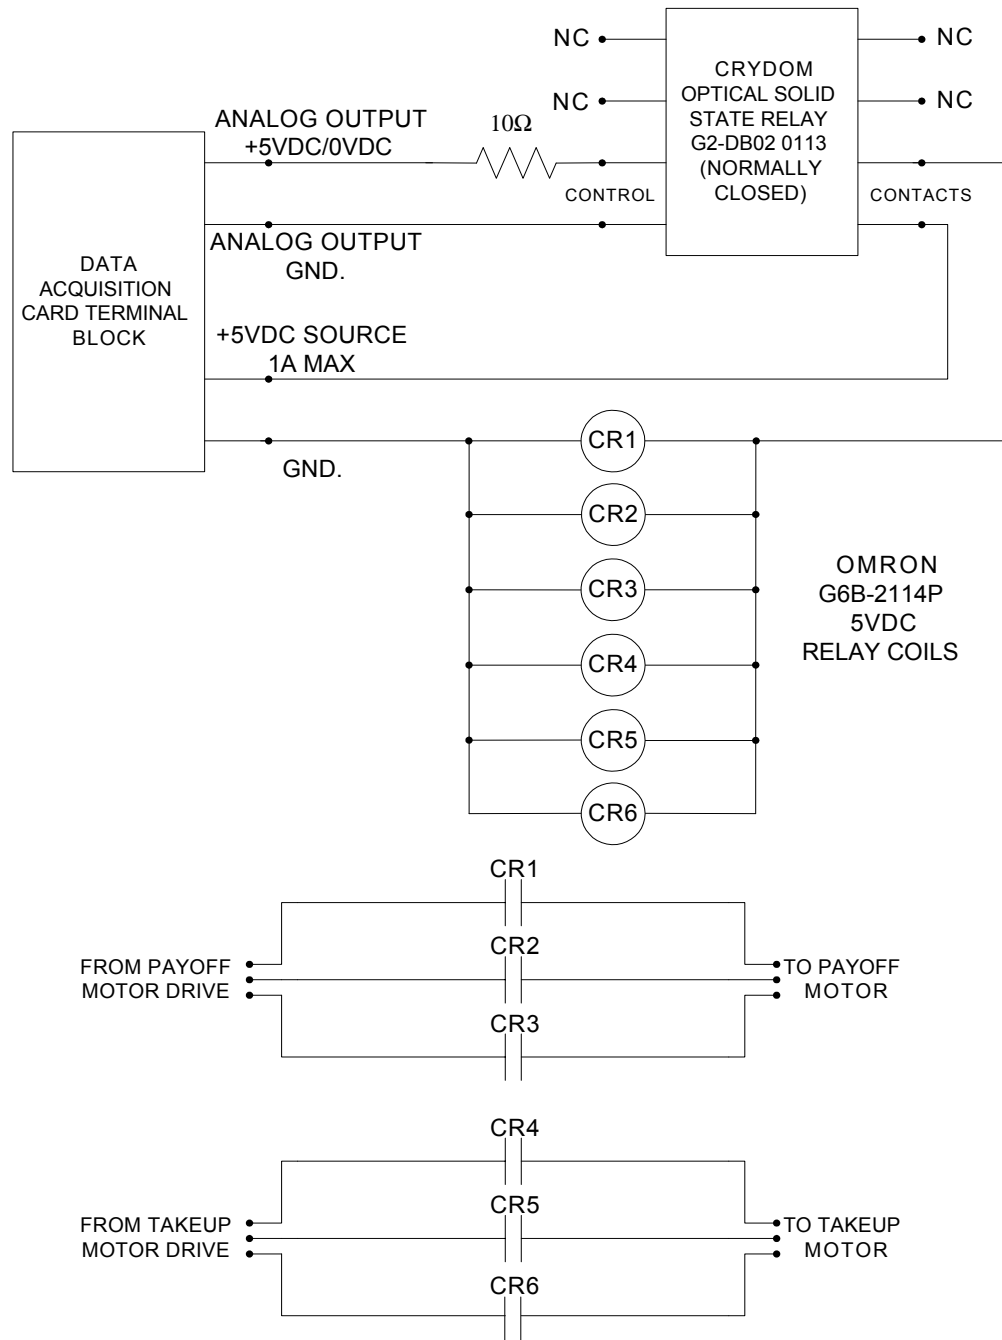 NC
NC
CRYDOM
OPTICAL SOLID
STATE RELAY
G2-DB02 0113
(NORMALLY
CLOSED)
NC
NC
ANALOG OUTPUT
+5VDC/0VDC
10Ω
CONTROL
CONTACTS
ANALOG OUTPUT
GND.
DATA
ACQUISITION
CARD TERMINAL
BLOCK
+5VDC SOURCE
1A MAX
GND.
CR1
CR2
CR3
CR4
CR5
CR6
OMRON
G6B-2114P
5VDC
RELAY COILS
CR1
CR2
CR3
FROM PAYOFF
MOTOR DRIVE
TO PAYOFF
MOTOR
CR4
CR5
CR6
FROM TAKEUP
MOTOR DRIVE
TO TAKEUP
MOTOR